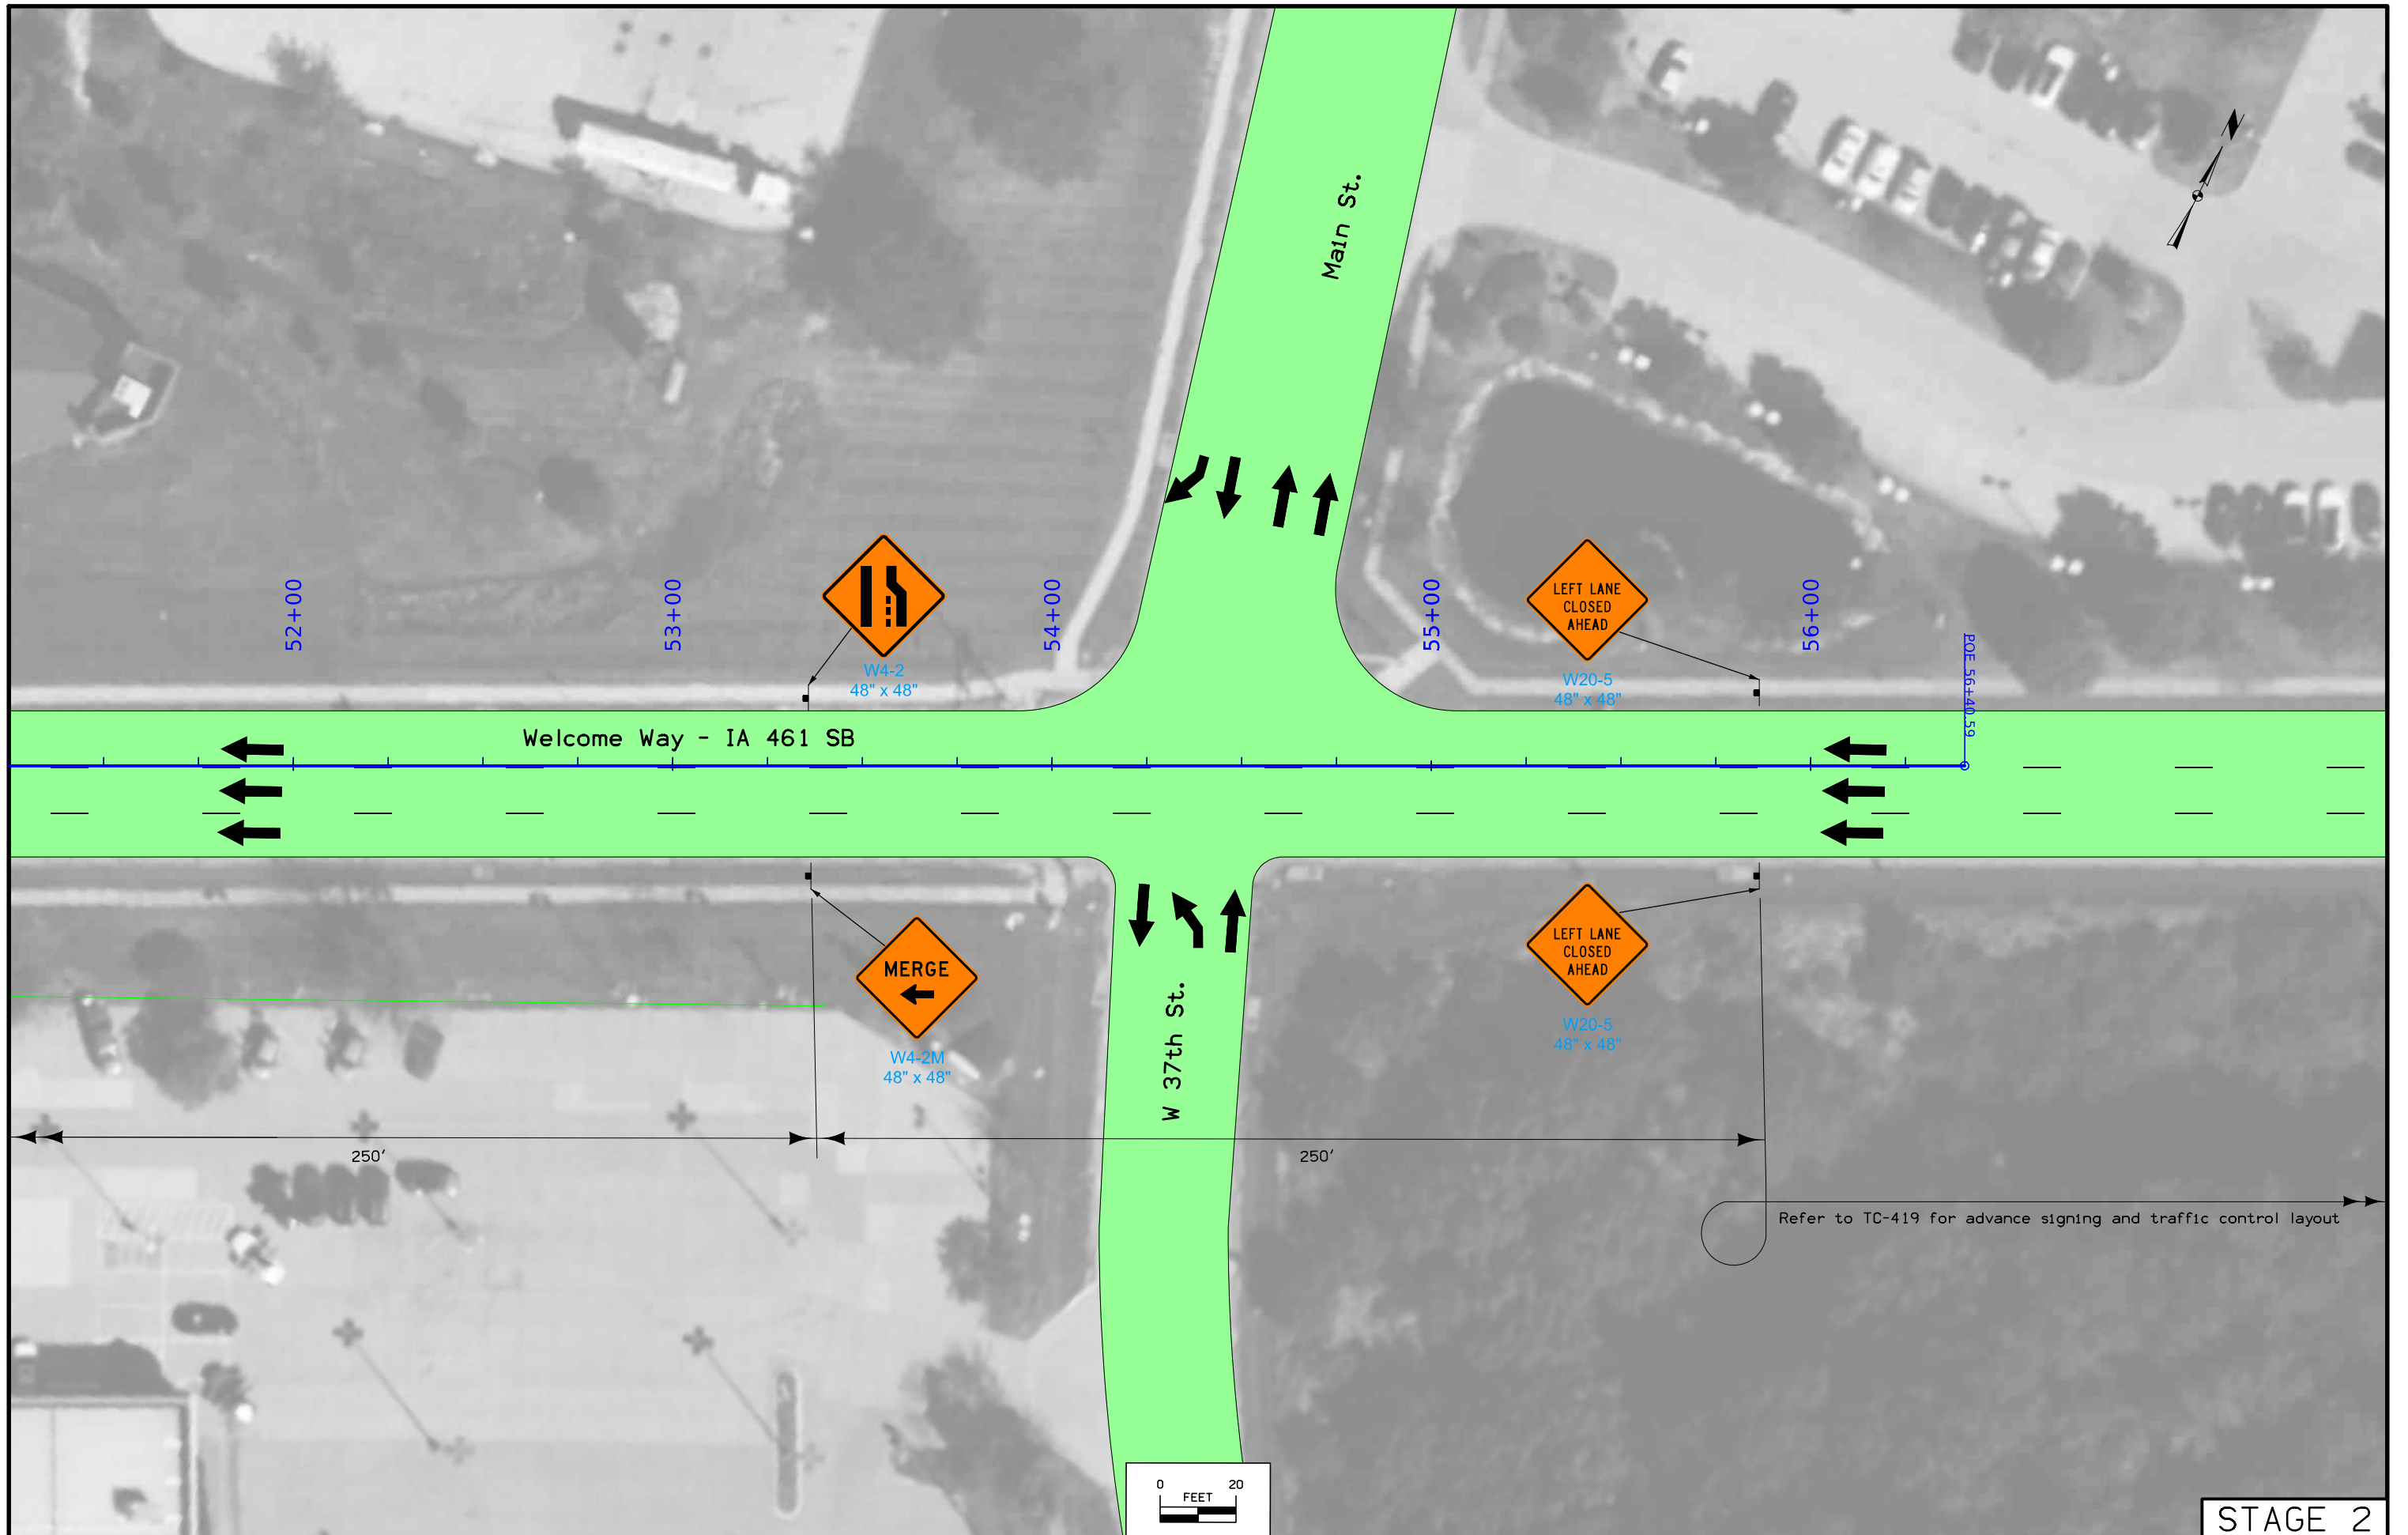 N
Main St.
LEFT LANE
CLOSED
AHEAD
W4-2
48" x 48"
W20-5
48" x 48"
52+00
53+00
54+00
55+00
56+00
POE 56+40.59
Welcome Way - IA 461 SB
MERGE
W4-2M
48" x 48"
LEFT LANE
CLOSED
AHEAD
W20-5
48" x 48"
W 37th St.
250'
250'
Refer to TC-419 for advance signing and traffic control layout
0 20
FEET
STAGE 2